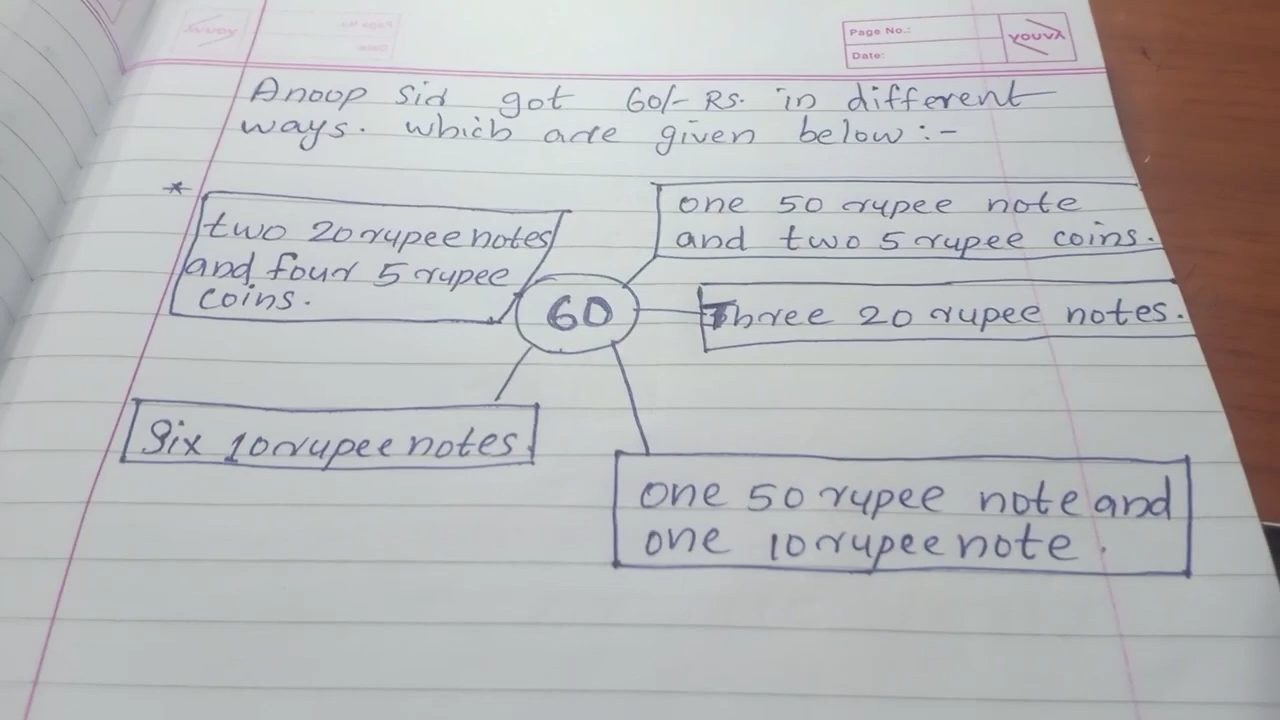 Page No.:
Date:
YOUVA
Anoop Sir got 60/- RS. in different
ways. which are given below:-
*
two 20 rupee notes
and four 5 rupee
coins.
one 50 rupee note
and two 5 rupee coins.
60
Three 20 rupee notes.
Six 10 rupee notes.
one 50 rupee note and
one 10 rupee note.